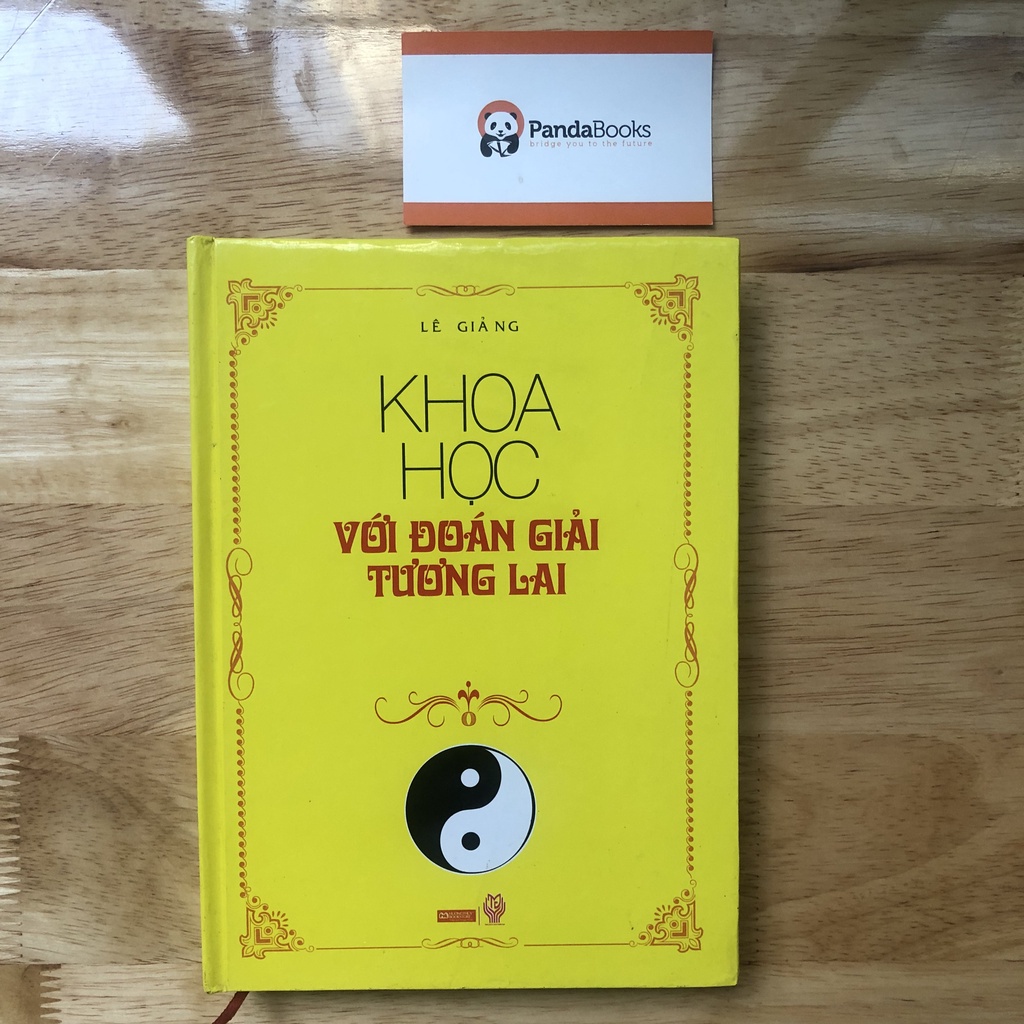 PandaBooks
bridge you to the future
LÊ GIẢNG
KHOA
HỌC
VỚI ĐOÁN GIẢI
TƯƠNG LAI